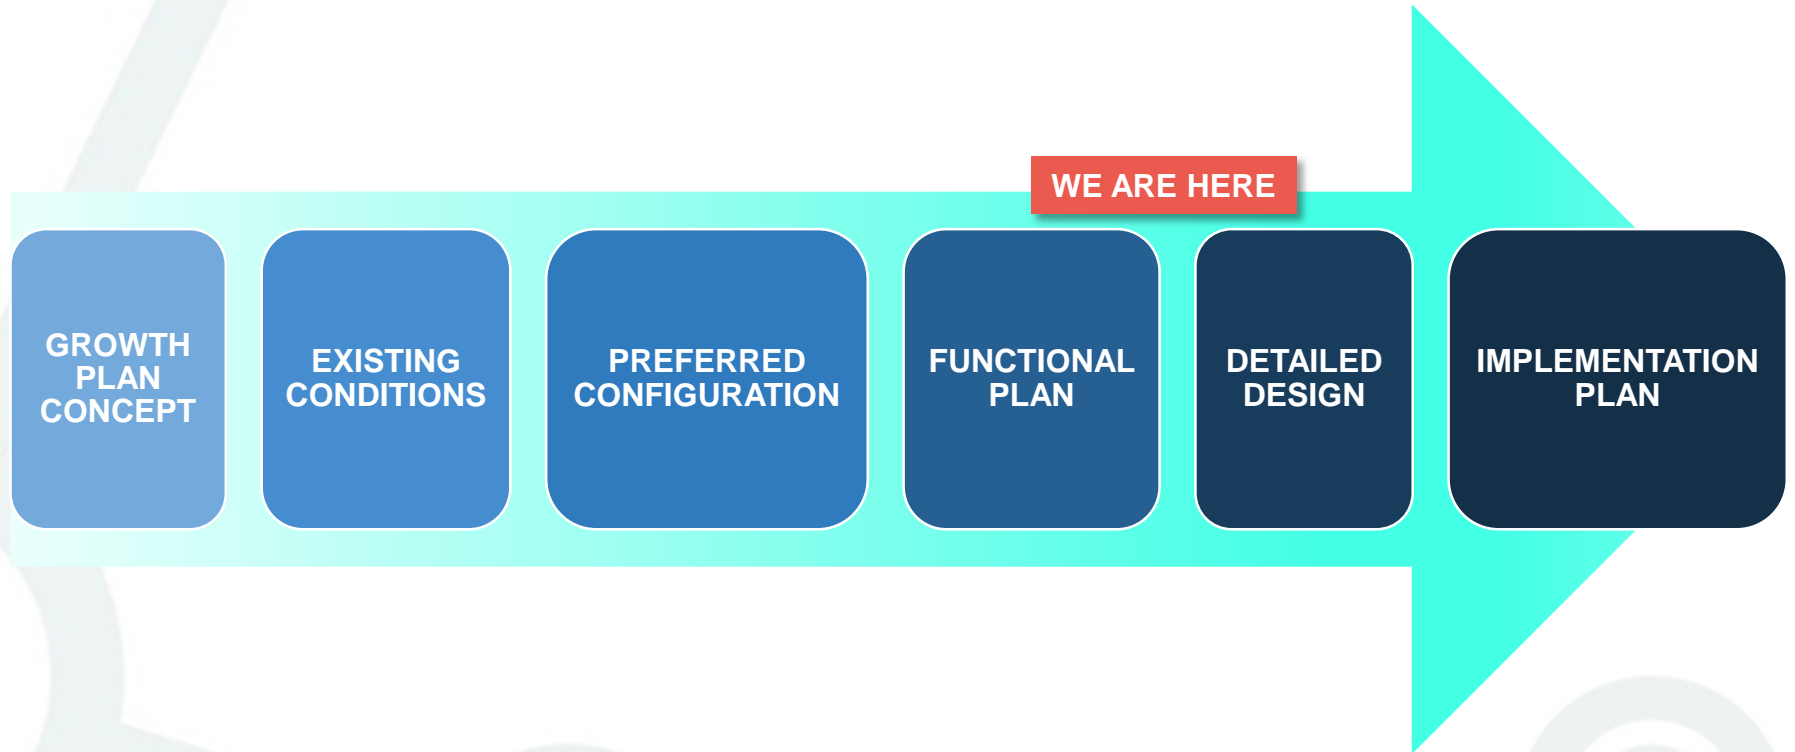 WE ARE HERE
GROWTH
PLAN
CONCEPT
EXISTING
CONDITIONS
PREFERRED
CONFIGURATION
FUNCTIONAL
PLAN
DETAILED
DESIGN
IMPLEMENTATION
PLAN